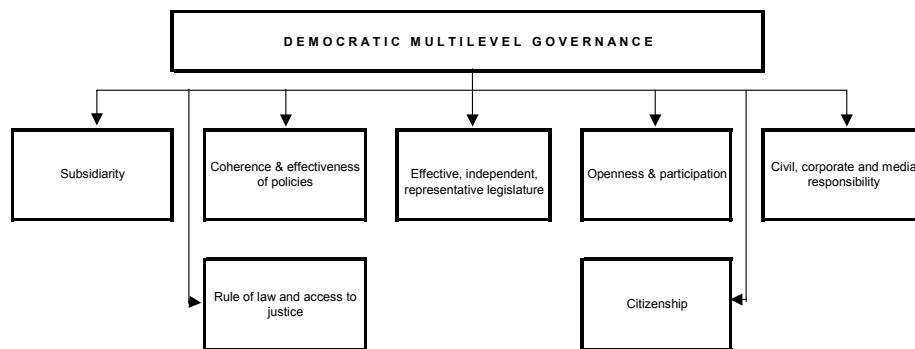 DEMOCRATIC MULTILEVEL GOVERNANCE
Subsidiarity
Coherence & effectiveness
of policies
Effective, independent,
representative legislature
Openness & participation
Civil, corporate and media
responsibility
Rule of law and access to
justice
Citizenship